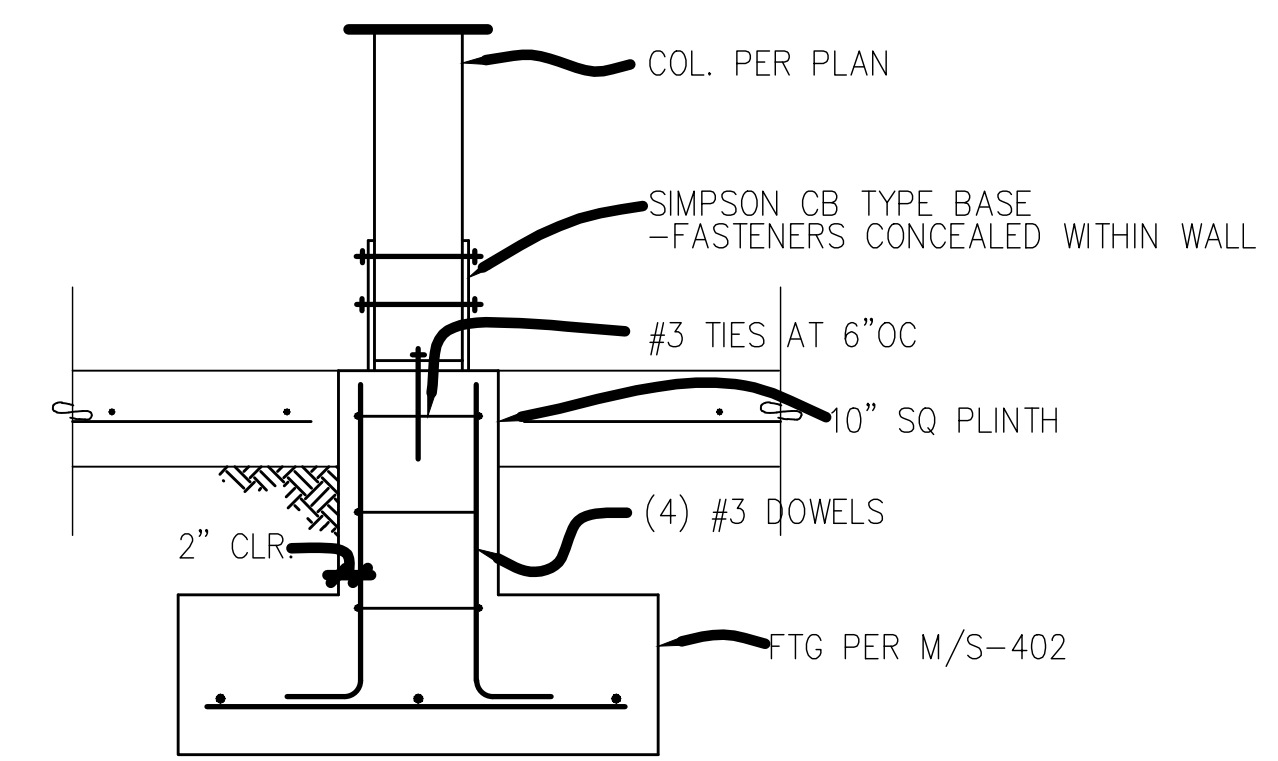 COL. PER PLAN
SIMPSON CB TYPE BASE
-FASTENERS CONCEALED WITHIN WALL
#3 TIES AT 6"OC
10" SQ PLINTH
(4) #3 DOWELS
2" CLR.
FTG PER M/S-402